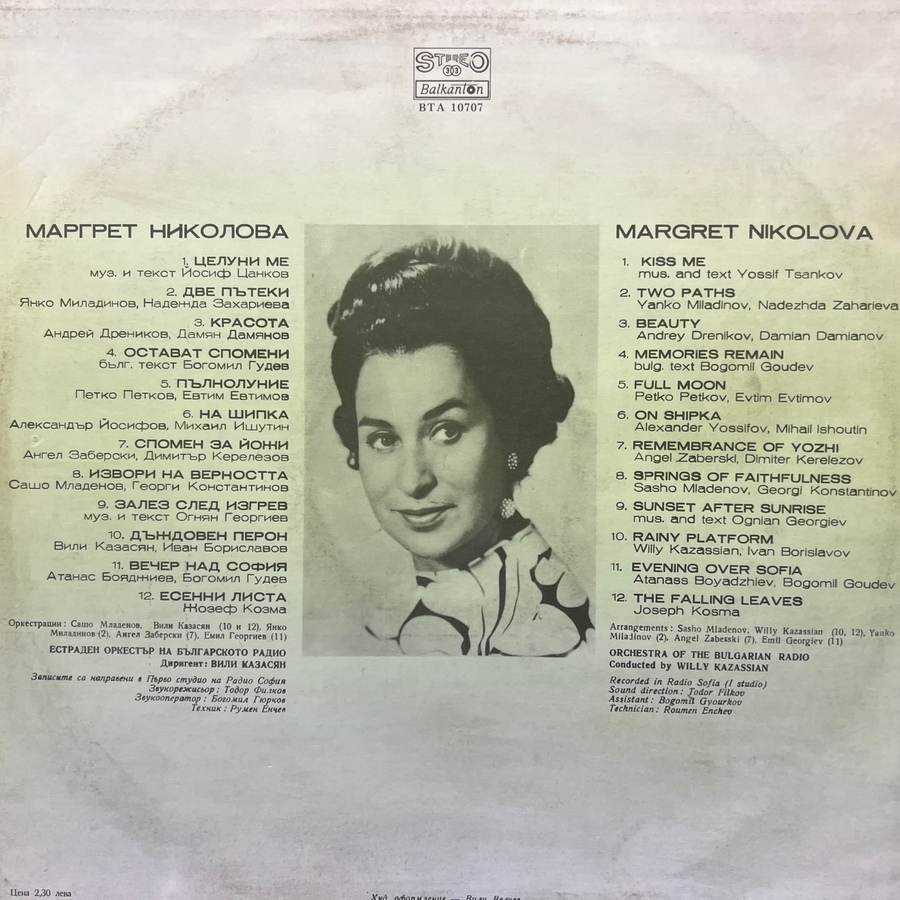 STEREO
33
Balkanton
BTA 10707
МАРГРЕТ НИКОЛОВА
1. ЦЕЛУНИ МЕ
муз. и текст Йосиф Цанков
2. ДВЕ ПЪТЕКИ
Янко Миладинов, Надежда Захариева
3. КРАСОТА
Андрей Дреников, Дамян Дамянов
4. ОСТАВАТ СПОМЕНИ
бълг. текст Богомил Гудев
5. ПЪЛНОЛУНИЕ
Петко Петков, Евтим Евтимов
6. НА ШИПКА
Александър Йосифов, Михаил Ишутин
7. СПОМЕН ЗА ЙОНИ
Ангел Заберски, Димитър Керелезов
8. ИЗВОРИ НА ВЕРНОСТТА
Сашо Младенов, Георги Константинов
9. ЗАЛЕЗ СЛЕД ИЗГРЕВ
муз. и текст Огнян Георгиев
10. ДЪЖДОВЕН ПЕРОН
Вили Казасян, Иван Бориславов
11. ВЕЧЕР НАД СОФИЯ
Атанас Бояджиев, Богомил Гудев
12. ЕСЕННИ ЛИСТА
Жозеф Козма
Оркестрации: Сашо Младенов, Вили Казасян (10 и 12), Янко
Миладинов (2), Ангел Заберски (7), Емил Георгиев (11)
ЕСТРАДЕН ОРКЕСТЪР НА БЪЛГАРСКОТО РАДИО
Диригент: ВИЛИ КАЗАСЯН
Записите са направени в Първо студио на Радио София
Звукорежисьор: Тодор Филков
Звукооператор: Богомил Гюрков
Техник: Румен Енчев
MARGRET NIKOLOVA
1. KISS ME
mus. and text Yossif Tsankov
2. TWO PATHS
Yanko Miladinov, Nadezhda Zaharieva
3. BEAUTY
Andrey Drenikov, Damian Damianov
4. MEMORIES REMAIN
bulg. text Bogomil Goudev
5. FULL MOON
Petko Petkov, Evtim Evtimov
6. ON SHIPKA
Alexander Yossifov, Mihail Ishoutin
7. REMEMBRANCE OF YOZHI
Angel Zaberski, Dimiter Kerelezov
8. SPRINGS OF FAITHFULNESS
Sasho Mladenov, Georgi Konstantinov
9. SUNSET AFTER SUNRISE
mus. and text Ognian Georgiev
10. RAINY PLATFORM
Willy Kazassian, Ivan Borislavov
11. EVENING OVER SOFIA
Atanass Boyadzhiev, Bogomil Goudev
12. THE FALLING LEAVES
Joseph Kosma
Arrangements: Sasho Mladenov, Willy Kazassian (10, 12), Yanko
Miladinov (2). Angel Zaberski (7). Emil Georgiev (11)
ORCHESTRA OF THE BULGARIAN RADIO
Conducted by WILLY KAZASSIAN
Recorded in Radio Sofia (I studio)
Sound direction: Todor Filkov
Assistant: Bogomil Gyourkov
Technician: Roumen Enchev
Цена 2,30 лева
Худ. оформление — Вили